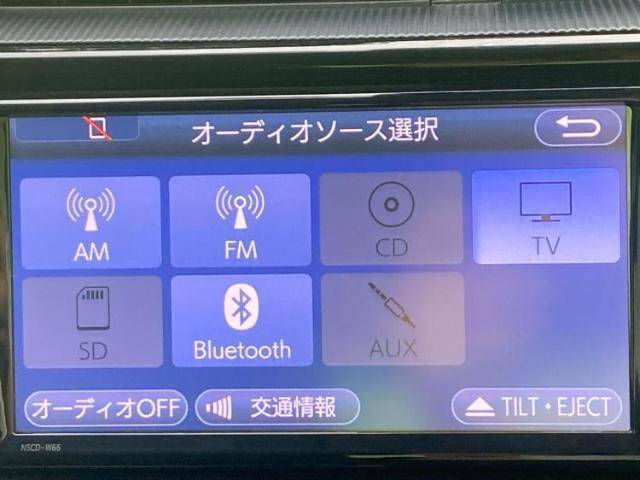 オーディオソース選択
AM
FM
CD
TV
SD
Bluetooth
AUX
オーディオOFF
交通情報
TILT・EJECT
NSCD-W66